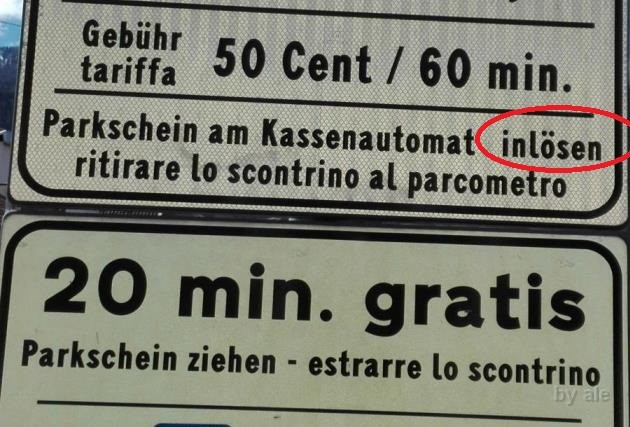 Gebühr
tariffa
50 Cent / 60 min.
Parkschein am Kassenautomat inlösen
ritirare lo scontrino al parcometro
20 min. gratis
Parkschein ziehen - estrarre lo scontrino
by ale